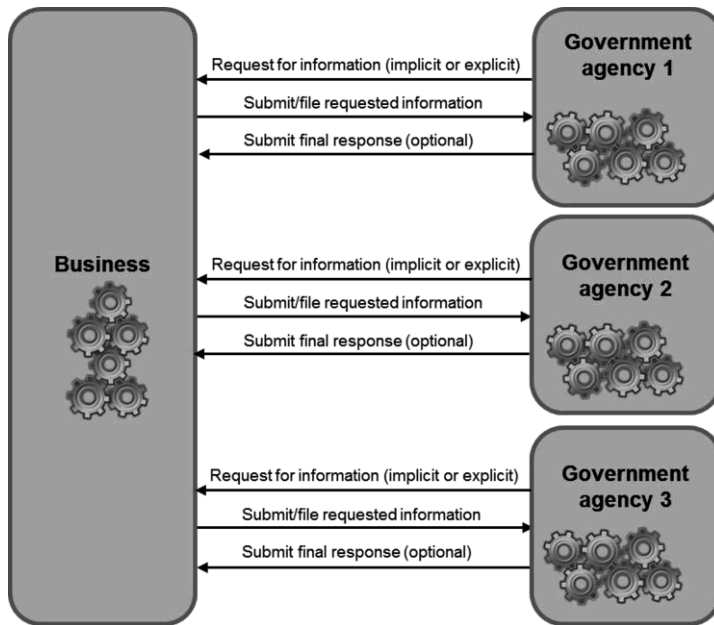 Business
Request for information (implicit or explicit)
Submit/file requested information
Submit final response (optional)
Government
agency 1
Request for information (implicit or explicit)
Submit/file requested information
Submit final response (optional)
Government
agency 2
Request for information (implicit or explicit)
Submit/file requested information
Submit final response (optional)
Government
agency 3